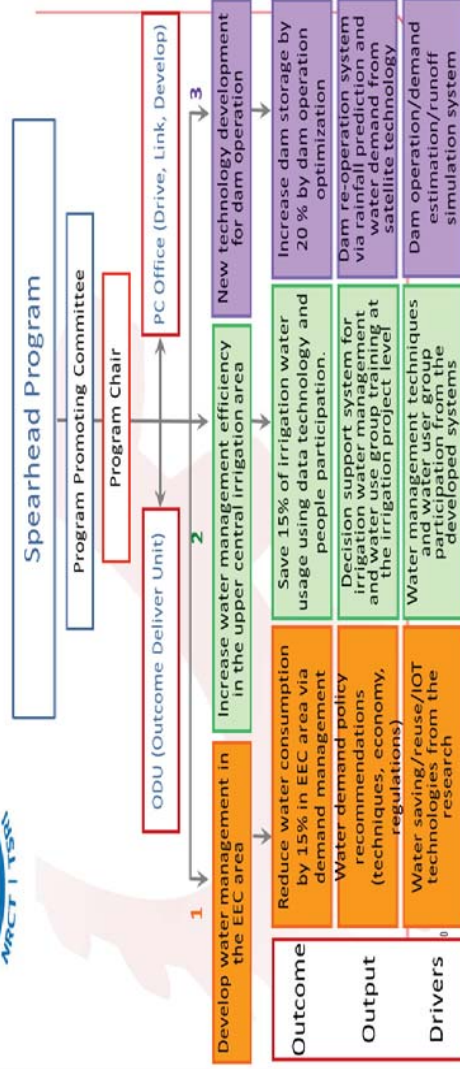 NRCT | TSRI
Spearhead Program
Program Promoting Committee
Program Chair
ODU (Outcome Deliver Unit)
PC Office (Drive, Link, Develop)
1
2
3
Develop water management in
the EEC area
Increase water management efficiency
in the upper central irrigation area
New technology development
for dam operation
Outcome
Reduce water consumption
by 15% in EEC area via
demand management
Save 15% of irrigation water
usage using data technology and
people participation.
Increase dam storage by
20 % by dam operation
optimization
Output
Water demand policy
recommendations
(techniques, economy,
regulations)
Decision support system for
irrigation water management
and water use group training at
the irrigation project level
Dam re-operation system
via rainfall prediction and
water demand from
satellite technology
Drivers
Water saving/reuse/IOT
technologies from the
research
Water management techniques
and water user group
participation from the
developed systems
Dam operation/demand
estimation/runoff
simulation system